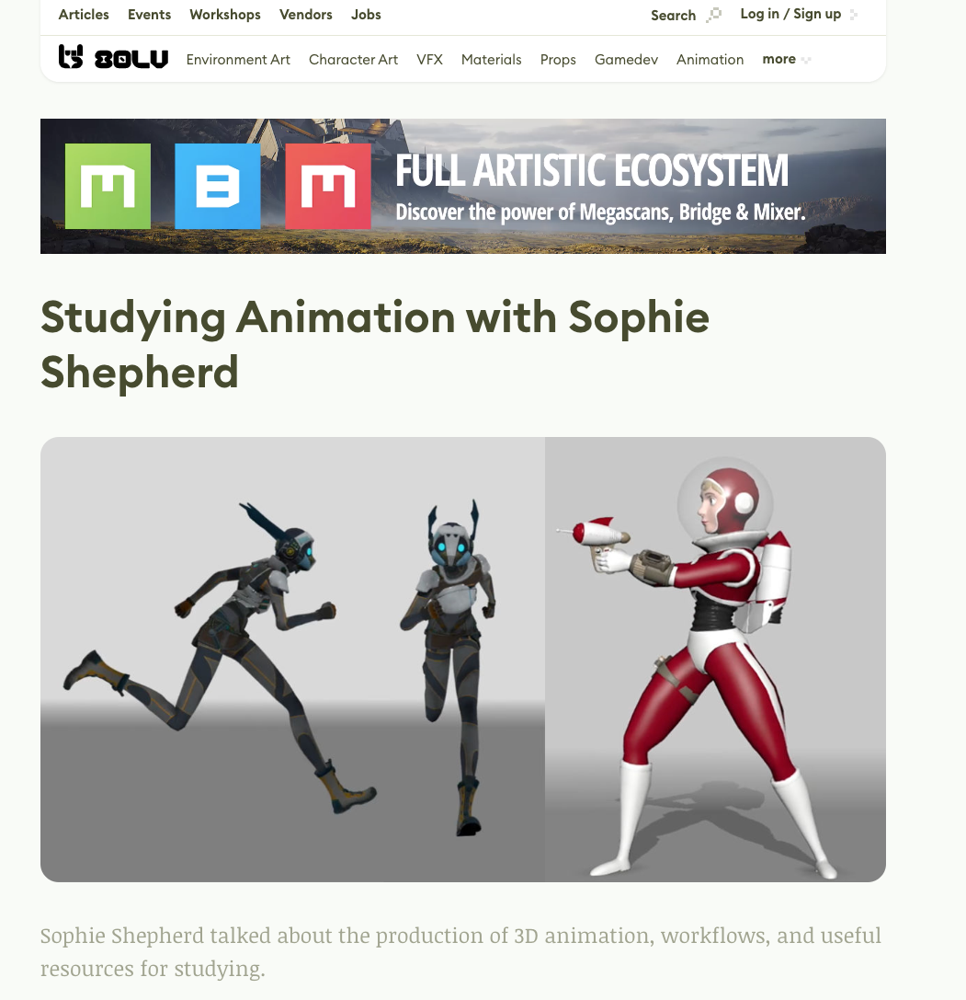 Articles Events Workshops Vendors Jobs Search Log in / Sign up
80LV Environment Art Character Art VFX Materials Props Gamedev Animation more
M B M FULL ARTISTIC ECOSYSTEM
Discover the power of Megascans, Bridge & Mixer.
Studying Animation with Sophie
Shepherd
Sophie Shepherd talked about the production of 3D animation, workflows, and useful
resources for studying.